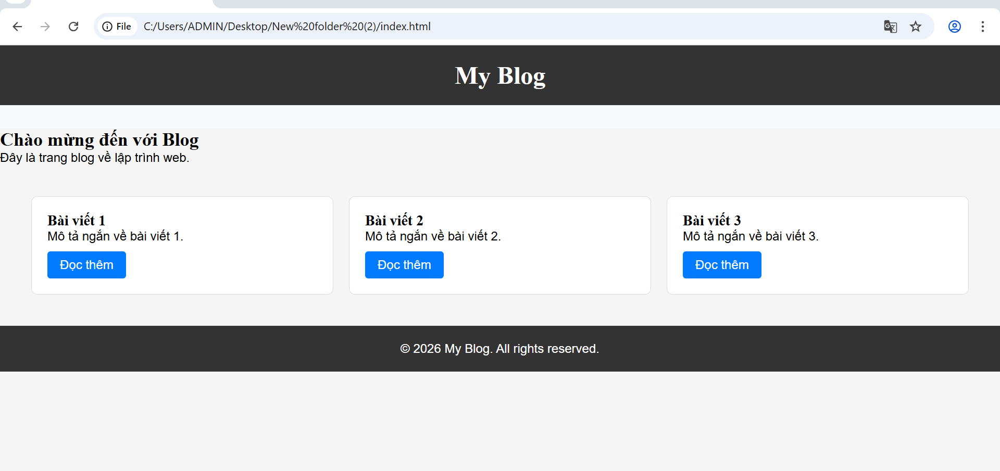 File C:/Users/ADMIN/Desktop/New%20folder%20(2)/index.html
My Blog
Chào mừng đến với Blog
Đây là trang blog về lập trình web.
Bài viết 1
Mô tả ngắn về bài viết 1.
Đọc thêm
Bài viết 2
Mô tả ngắn về bài viết 2.
Đọc thêm
Bài viết 3
Mô tả ngắn về bài viết 3.
Đọc thêm
© 2026 My Blog. All rights reserved.